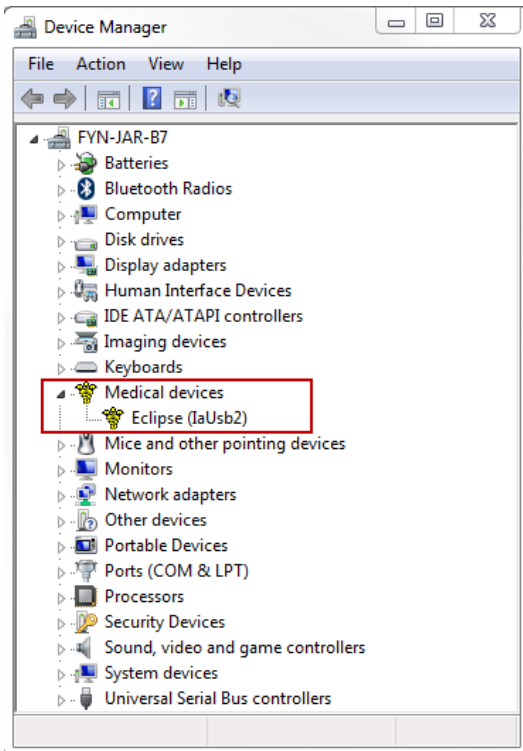 Device Manager
File Action View Help
FYN-JAR-B7
Batteries
Bluetooth Radios
Computer
Disk drives
Display adapters
Human Interface Devices
IDE ATA/ATAPI controllers
Imaging devices
Keyboards
Medical devices
Eclipse (IaUsb2)
Mice and other pointing devices
Monitors
Network adapters
Other devices
Portable Devices
Ports (COM & LPT)
Processors
Security Devices
Sound, video and game controllers
System devices
Universal Serial Bus controllers